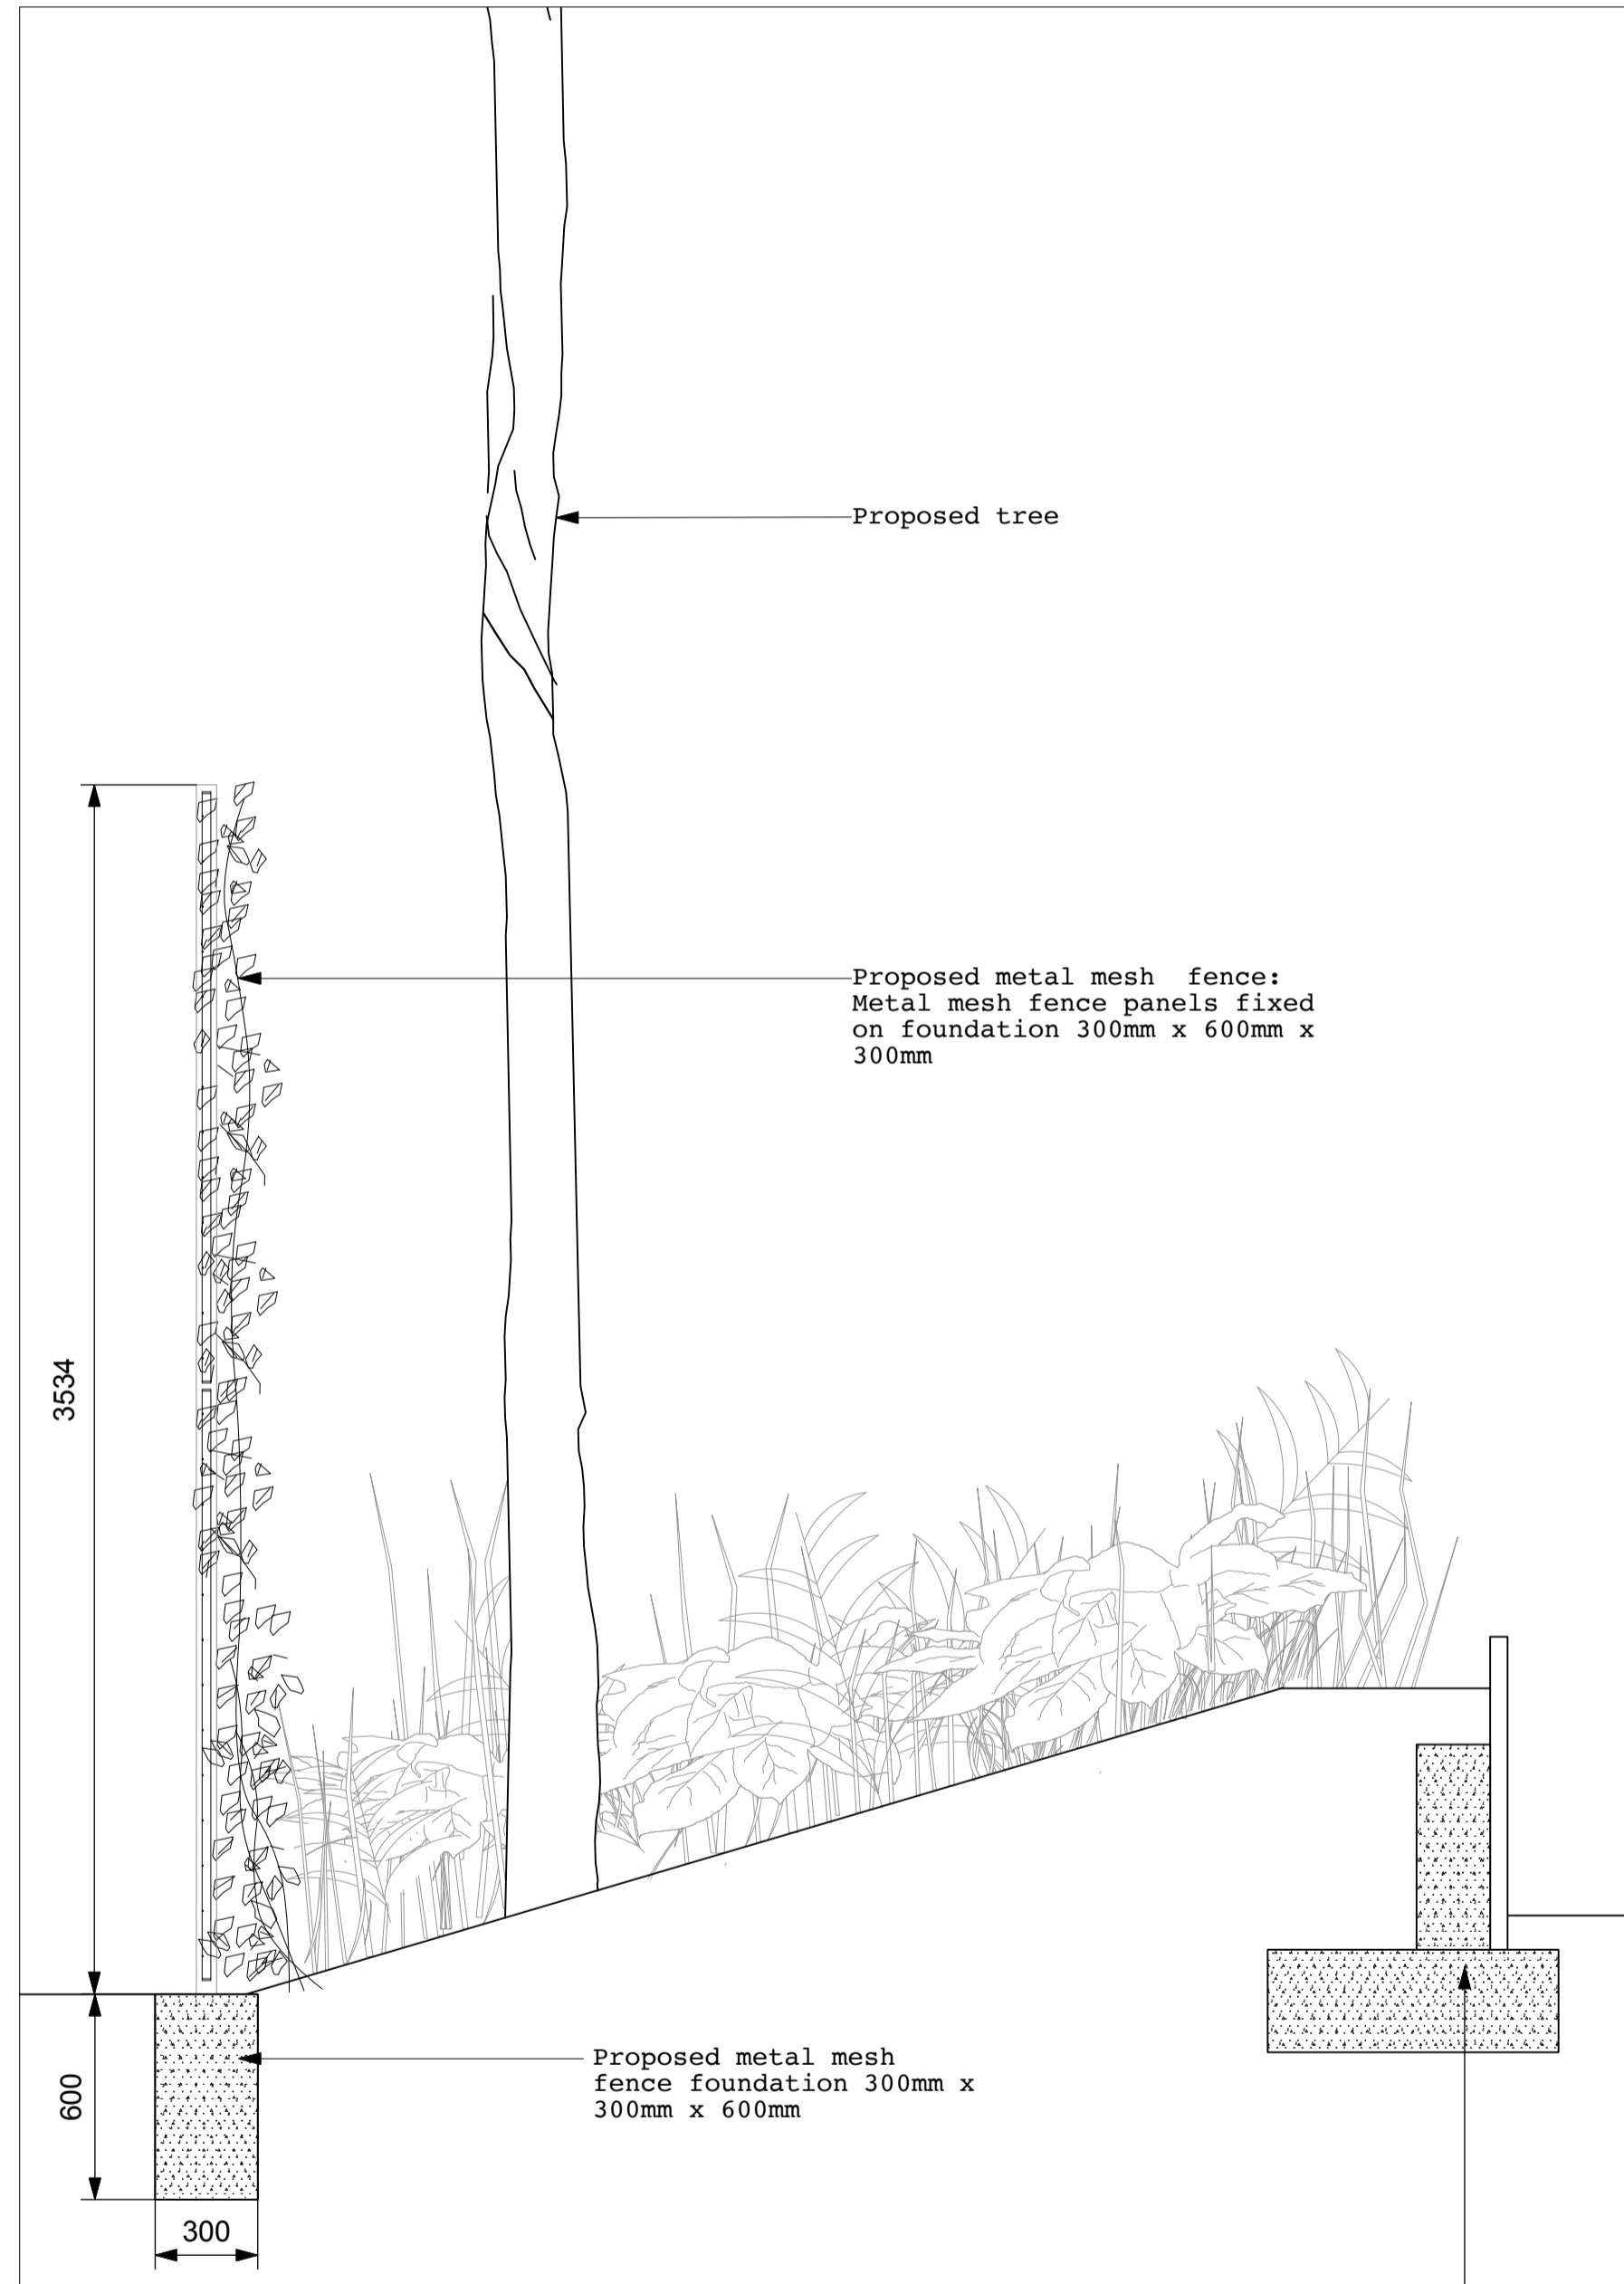 Proposed tree
Proposed metal mesh  fence:
Metal mesh fence panels fixed
on foundation 300mm x 600mm x
300mm
3534
Proposed metal mesh
fence foundation 300mm x
300mm x 600mm
600
300